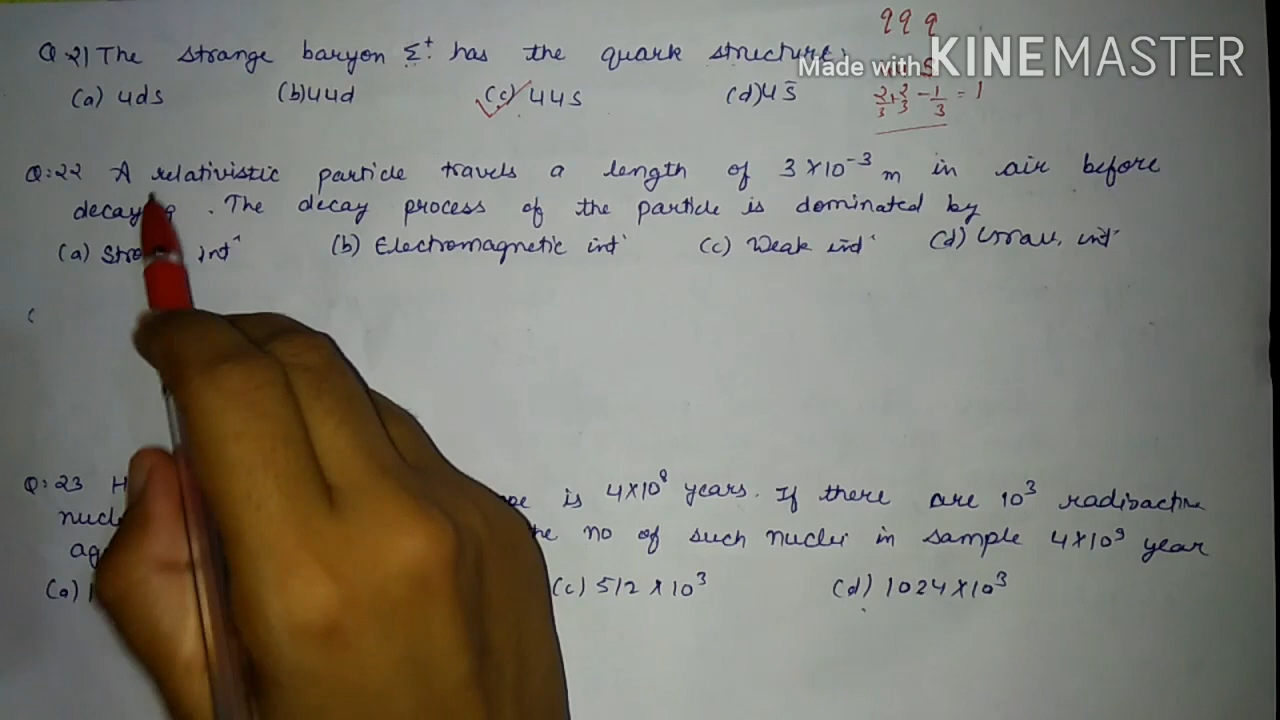 q q q
Q 21 The strange baryon Σ⁺ has the quark structure:
Made with KINEMASTER
(a) uds (b) uud (c) uus (d) us̄
2/3 + 2/3 - 1/3 = 1
Q:22 A relativistic particle travels a length of 3×10⁻³ m in air before
decaying. The decay process of the particle is dominated by
(a) int (b) Electromagnetic int (c) Weak int (d) int
Q:23 is 4×10⁸ years. If there are 10³ radioactive
no of such nuclei in sample 4×10⁹ year
(a) (c) 512×10³ (d) 1024×10³